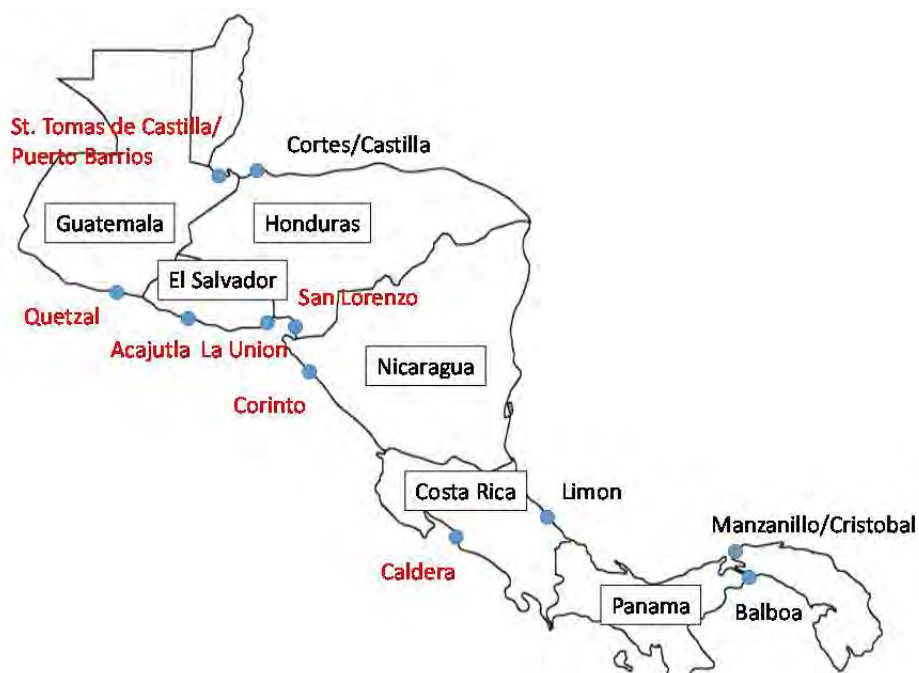 St. Tomas de Castilla/
Puerto Barrios
Cortes/Castilla
Guatemala
Honduras
El Salvador
San Lorenzo
Quetzal
Acajutla La Union
Nicaragua
Corinto
Costa Rica
Limon
Manzanillo/Cristobal
Caldera
Panama
Balboa